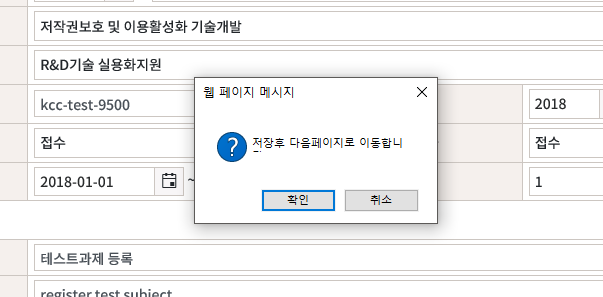 저작권보호 및 이용활성화 기술개발
R&D기술 실용화지원
웹 페이지 메시지
kcc-test-9500
2018
저장후 다음페이지로 이동합니
접수
접수
2018-01-01
~
1
확인
취소
테스트과제 등록
register test subject